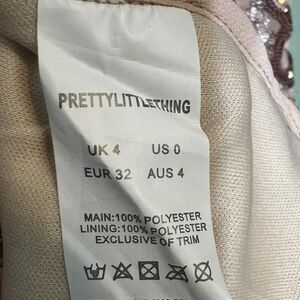 PRETTYLITTLETHING
UK 4 US 0
EUR 32 AUS 4
MAIN:100% POLYESTER
LINING:100% POLYESTER
EXCLUSIVE OF TRIM